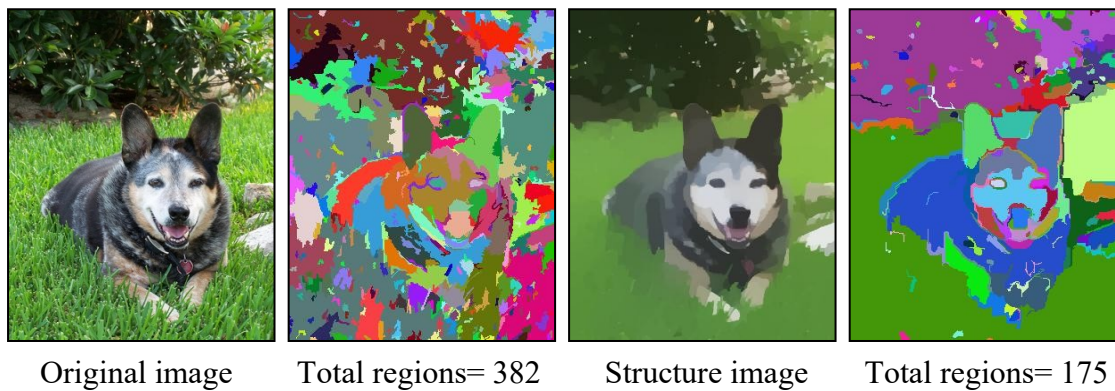 Original image
Total regions= 382
Structure image
Total regions= 175